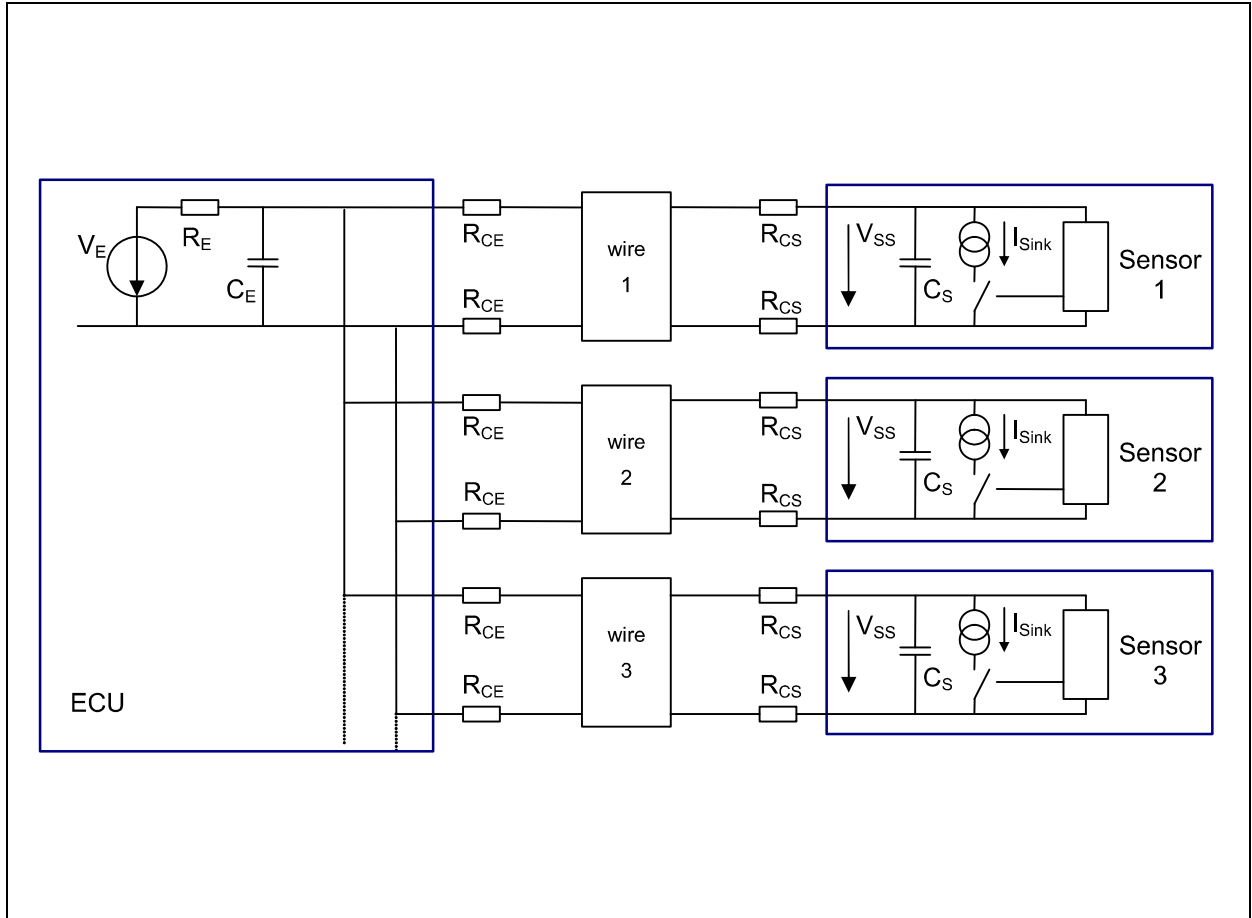 V_E
R_E
C_E
ECU
R_CE
R_CE
wire
1
R_CS
R_CS
V_SS
C_S
I_Sink
Sensor
1
R_CE
R_CE
wire
2
R_CS
R_CS
V_SS
C_S
I_Sink
Sensor
2
R_CE
R_CE
wire
3
R_CS
R_CS
V_SS
C_S
I_Sink
Sensor
3